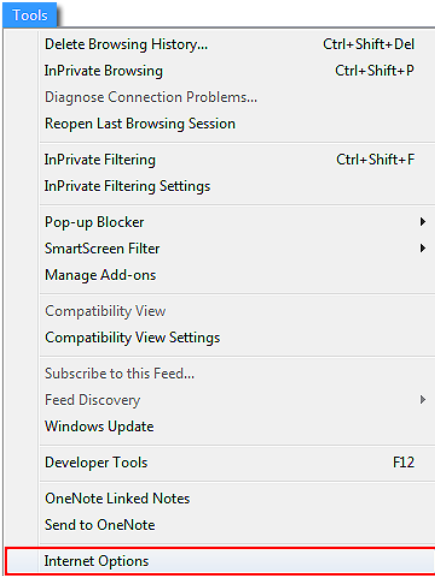 Tools
Delete Browsing History... Ctrl+Shift+Del
InPrivate Browsing Ctrl+Shift+P
Diagnose Connection Problems...
Reopen Last Browsing Session
InPrivate Filtering Ctrl+Shift+F
InPrivate Filtering Settings
Pop-up Blocker
SmartScreen Filter
Manage Add-ons
Compatibility View
Compatibility View Settings
Subscribe to this Feed...
Feed Discovery
Windows Update
Developer Tools F12
OneNote Linked Notes
Send to OneNote
Internet Options